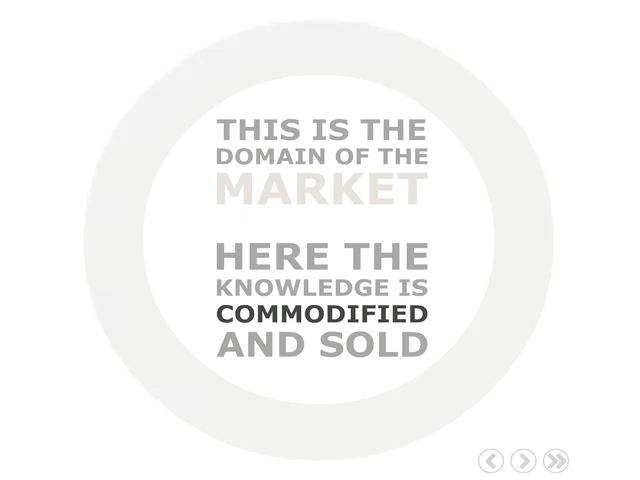 THIS IS THE
DOMAIN OF THE
MARKET
HERE THE
KNOWLEDGE IS
COMMODIFIED
AND SOLD